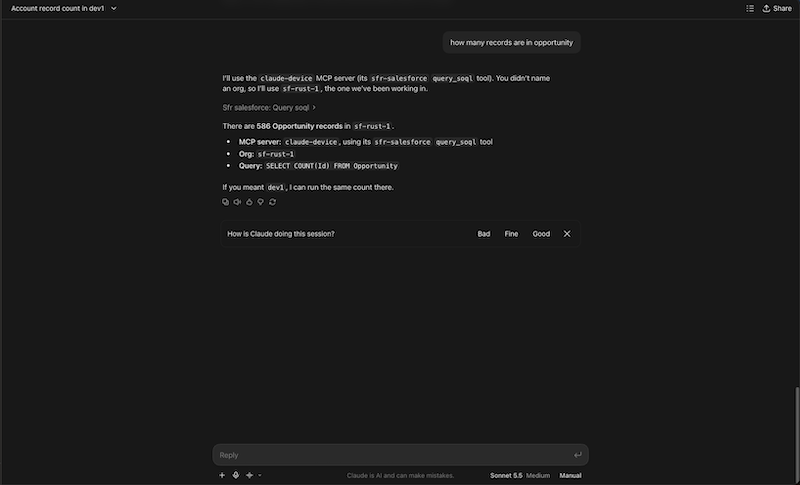 Account record count in dev1
Share
how many records are in opportunity
I'll use the claude-device MCP server (its sfr-salesforce query_soql tool). You didn't name
an org, so I'll use sf-rust-1, the one we've been working in.
Sfr salesforce: Query soql
There are 586 Opportunity records in sf-rust-1.
• MCP server: claude-device, using its sfr-salesforce query_soql tool
• Org: sf-rust-1
• Query: SELECT COUNT(Id) FROM Opportunity
If you meant dev1, I can run the same count there.
How is Claude doing this session? Bad Fine Good
Reply
Claude is AI and can make mistakes. Sonnet 5.5 Medium Manual